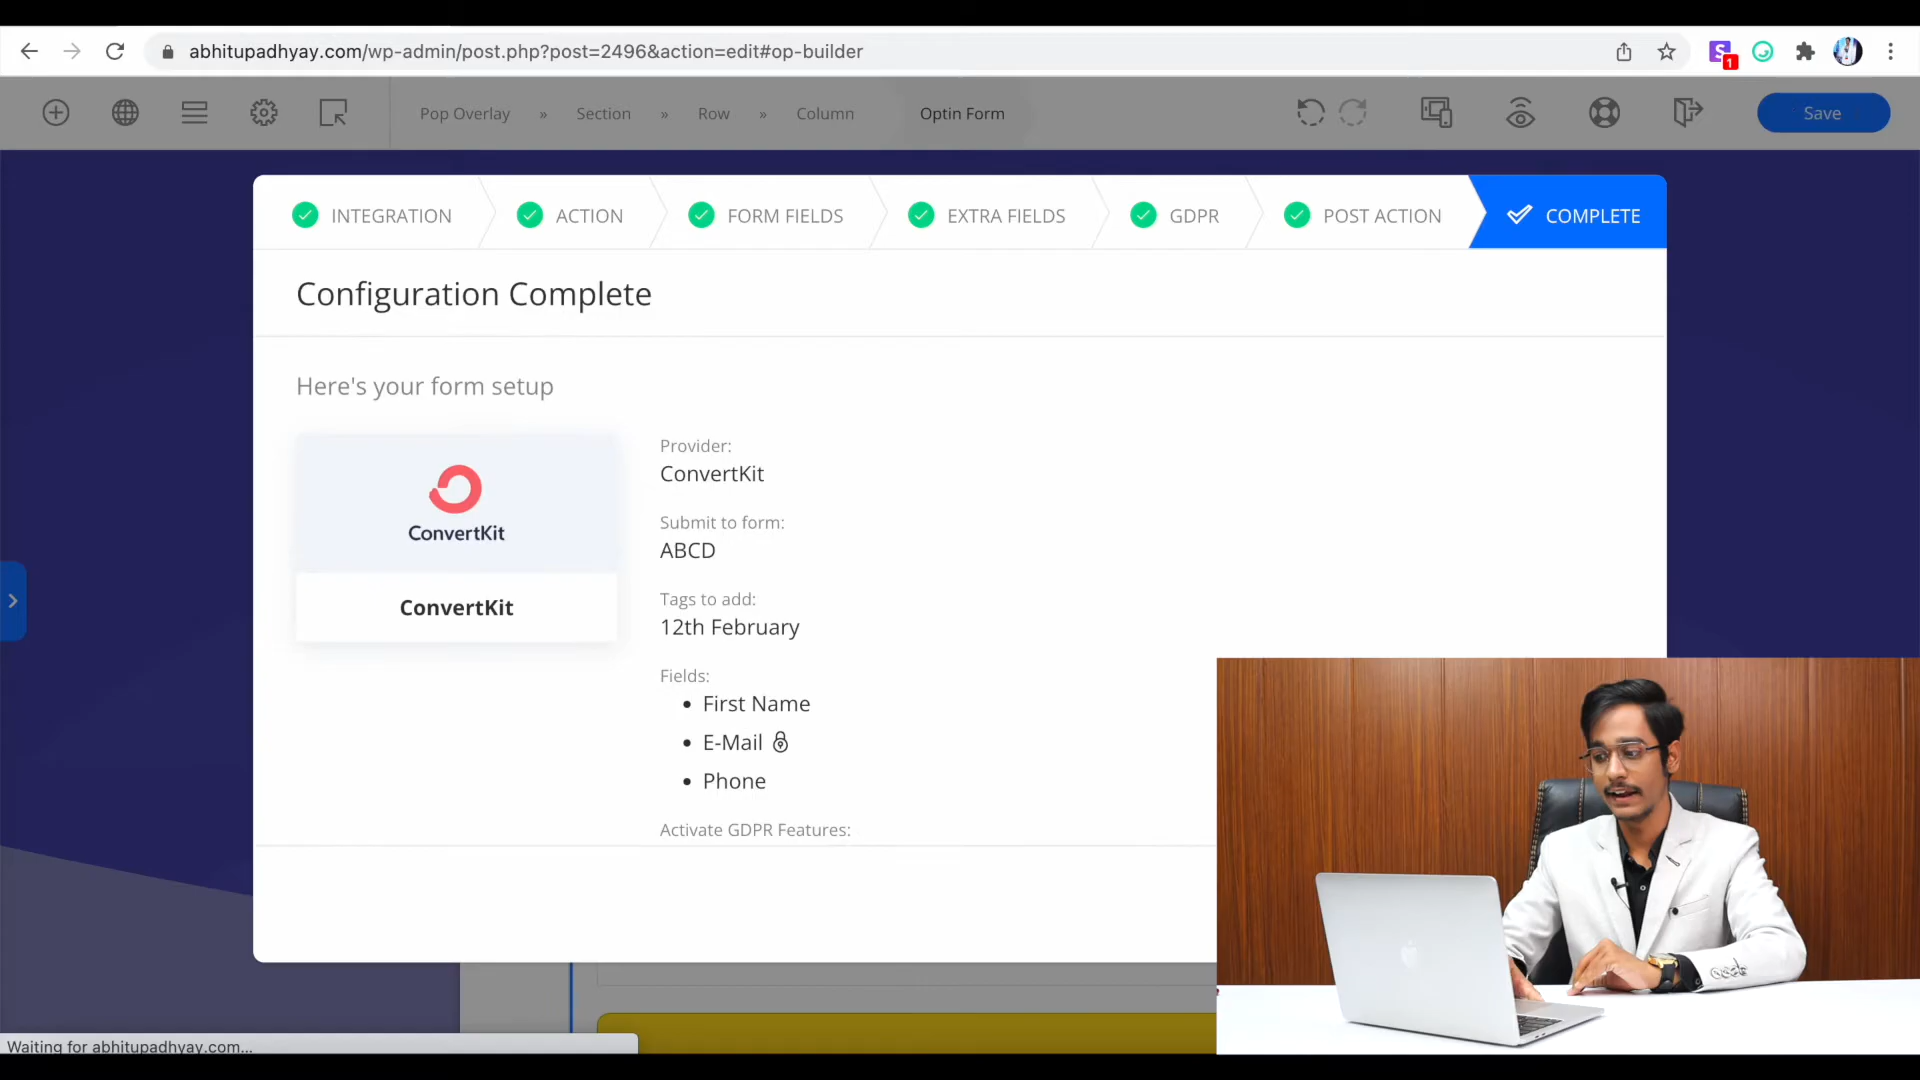 abhitupadhyay.com/wp-admin/post.php?post=2496&action=edit#op-builder
S
1
Pop Overlay » Section » Row » Column Optin Form
Save
INTEGRATION ACTION FORM FIELDS EXTRA FIELDS GDPR POST ACTION COMPLETE
Configuration Complete
Here's your form setup
ConvertKit
ConvertKit
Provider:
ConvertKit
Submit to form:
ABCD
Tags to add:
12th February
Fields:
• First Name
• E-Mail
• Phone
Activate GDPR Features:
Waiting for abhitupadhyay.com...